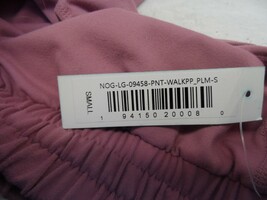 NOG-LG-09458-PNT-WALKPP_PLM-S
SMALL
1 94150 20008 0